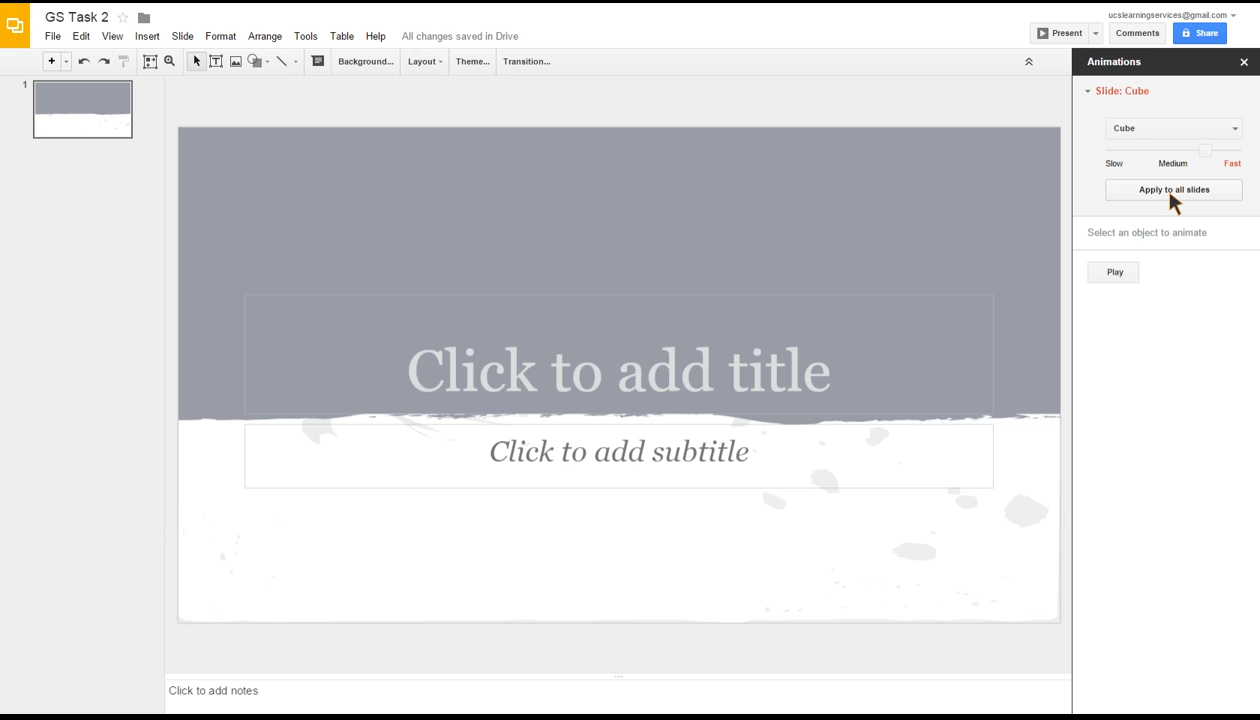 GS Task 2
ucslearningservices@gmail.com
File Edit View Insert Slide Format Arrange Tools Table Help All changes saved in Drive
Present Comments Share
Background... Layout Theme... Transition...
Animations
1
Slide: Cube
Cube
Slow Medium Fast
Apply to all slides
Select an object to animate
Play
Click to add title
Click to add subtitle
Click to add notes